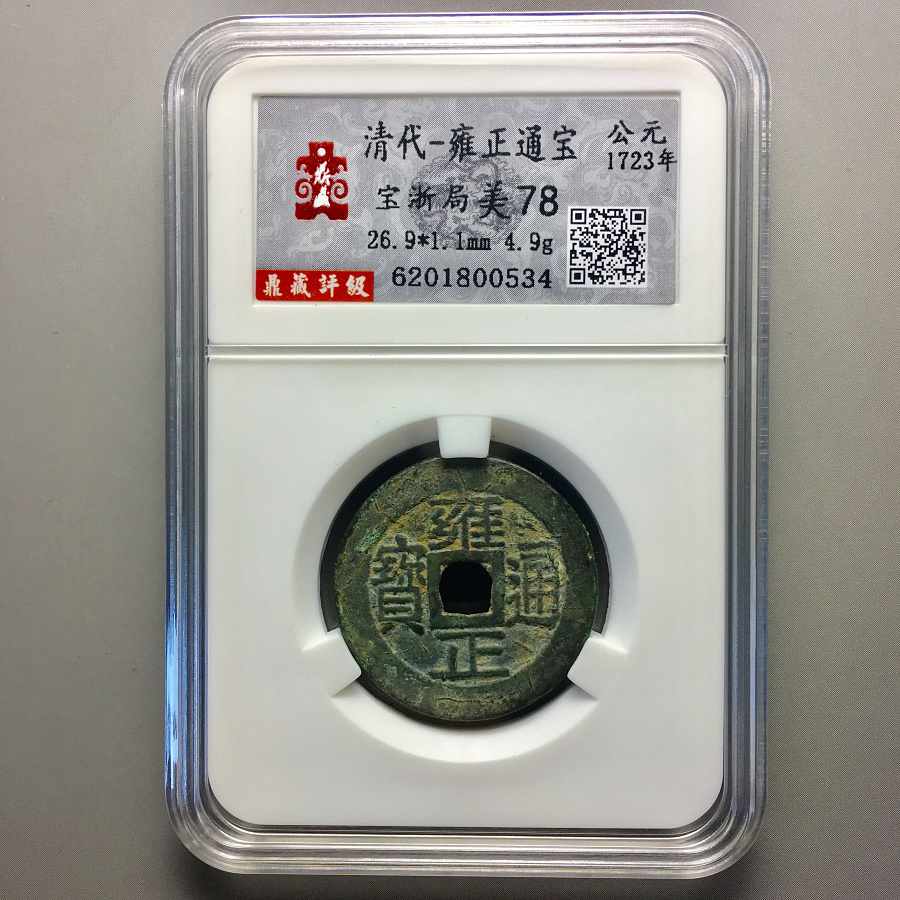 清代-雍正通宝
公元
1723年
宝浙局 美78
26.9*1.1mm 4.9g
鼎藏評級
6201800534
雍正通寶